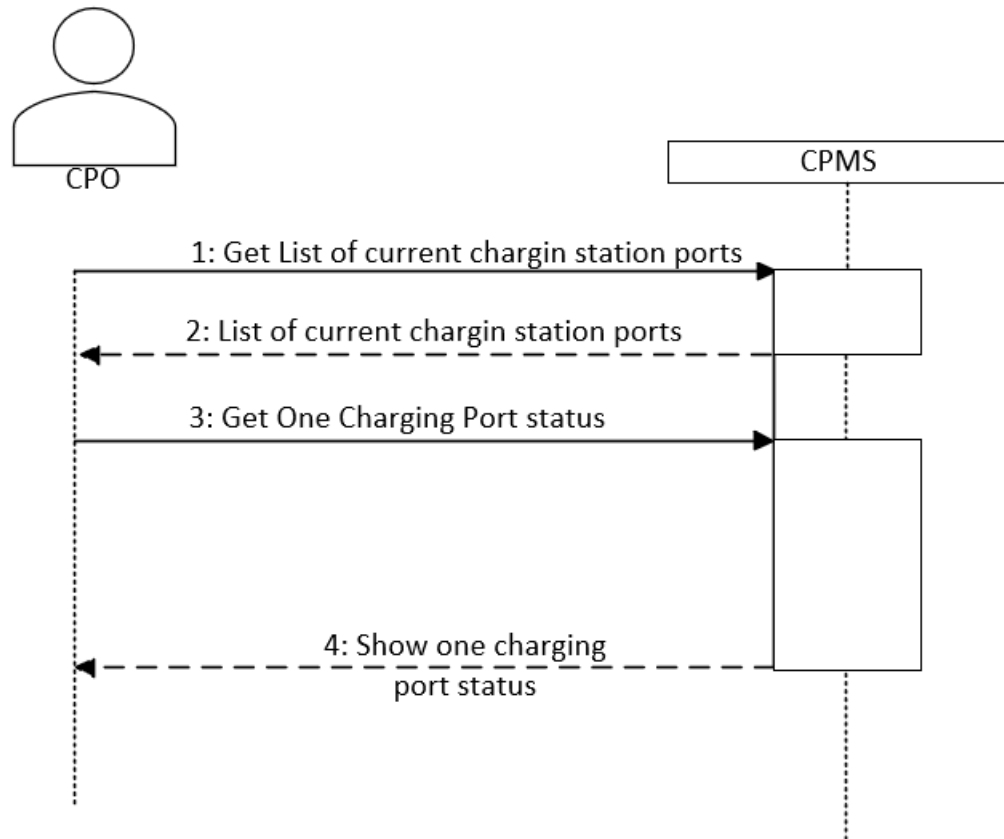 CPO
CPMS
1: Get List of current chargin station ports
2: List of current chargin station ports
3: Get One Charging Port status
4: Show one charging
port status